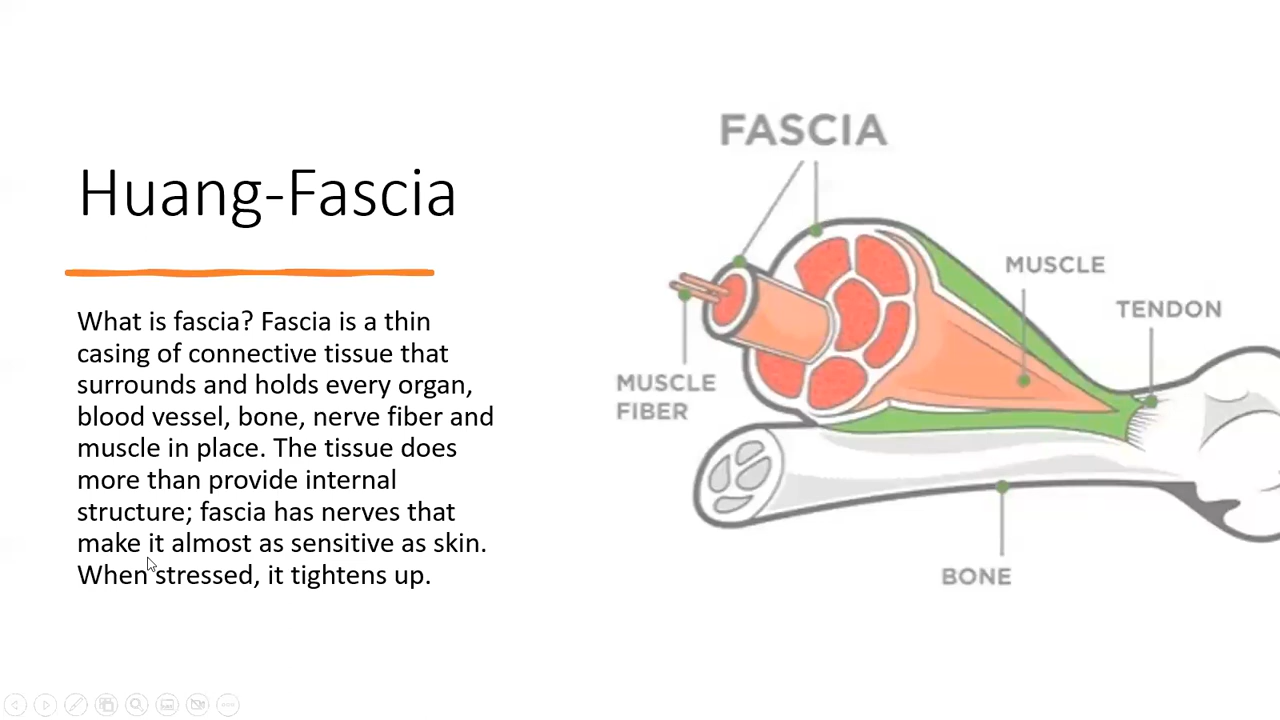 Huang-Fascia
What is fascia? Fascia is a thin
casing of connective tissue that
surrounds and holds every organ,
blood vessel, bone, nerve fiber and
muscle in place. The tissue does
more than provide internal
structure; fascia has nerves that
make it almost as sensitive as skin.
When stressed, it tightens up.
FASCIA
MUSCLE
TENDON
MUSCLE
FIBER
BONE